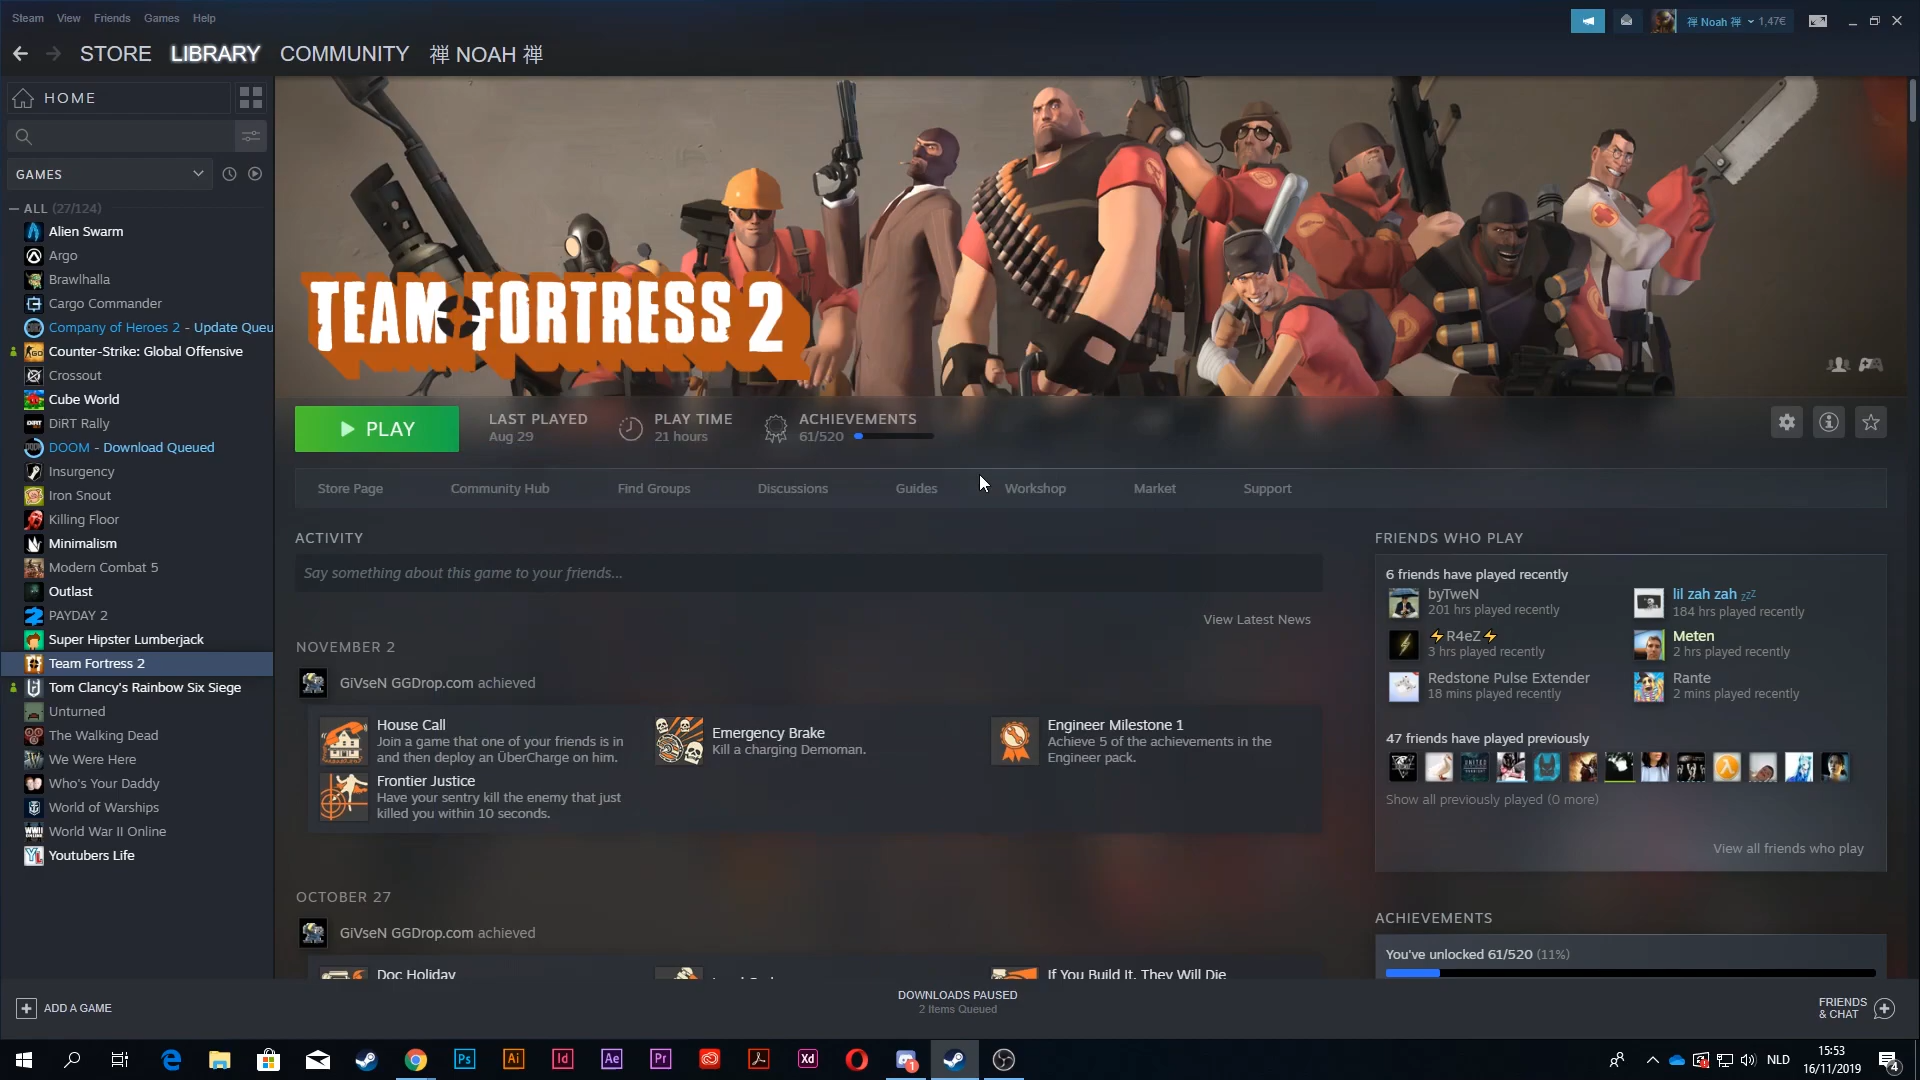 Steam View Friends Games Help
禅 Noah 禅 1,47€
STORE LIBRARY COMMUNITY 禅 NOAH 禅
HOME
GAMES
ALL (27/124)
Alien Swarm
Argo
Brawlhalla
Cargo Commander
Company of Heroes 2 - Update Queu
Counter-Strike: Global Offensive
Crossout
Cube World
DiRT Rally
DOOM - Download Queued
Insurgency
Iron Snout
Killing Floor
Minimalism
Modern Combat 5
Outlast
PAYDAY 2
Super Hipster Lumberjack
Team Fortress 2
Tom Clancy's Rainbow Six Siege
Unturned
The Walking Dead
We Were Here
Who's Your Daddy
World of Warships
World War II Online
Youtubers Life
TEAM FORTRESS 2
PLAY
LAST PLAYED
Aug 29
PLAY TIME
21 hours
ACHIEVEMENTS
61/520
Store Page Community Hub Find Groups Discussions Guides Workshop Market Support
ACTIVITY
Say something about this game to your friends...
View Latest News
NOVEMBER 2
GiVseN GGDrop.com achieved
House Call
Join a game that one of your friends is in
and then deploy an ÜberCharge on him.
Emergency Brake
Kill a charging Demoman.
Engineer Milestone 1
Achieve 5 of the achievements in the
Engineer pack.
Frontier Justice
Have your sentry kill the enemy that just
killed you within 10 seconds.
OCTOBER 27
GiVseN GGDrop.com achieved
Doc Holiday
If You Build It, They Will Die
FRIENDS WHO PLAY
6 friends have played recently
byTweN
201 hrs played recently
lil zah zah zzz
184 hrs played recently
⚡R4eZ⚡
3 hrs played recently
Meten
2 hrs played recently
Redstone Pulse Extender
18 mins played recently
Rante
2 mins played recently
47 friends have played previously
Show all previously played (0 more)
View all friends who play
ACHIEVEMENTS
You've unlocked 61/520 (11%)
ADD A GAME
DOWNLOADS PAUSED
2 Items Queued
FRIENDS
& CHAT
Ps Ai Id Ae Pr Xd
1
NLD
15:53
16/11/2019
4